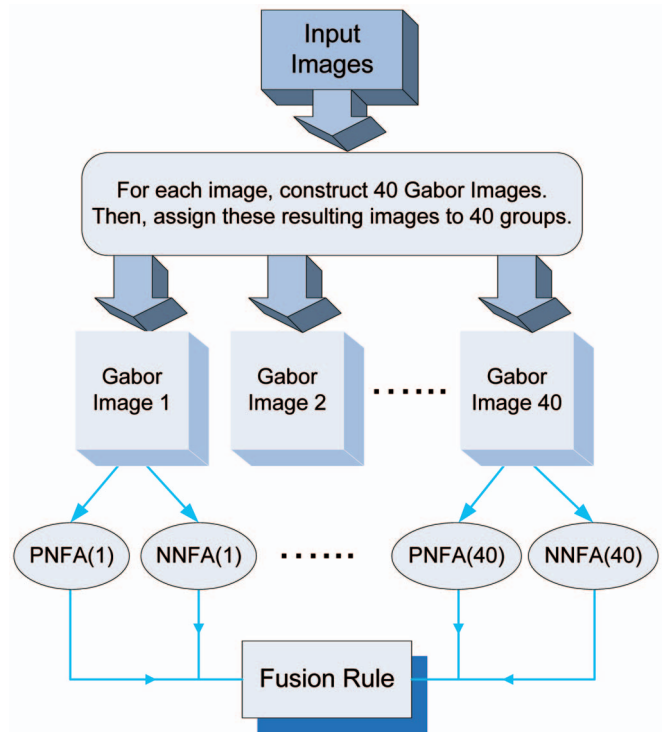 Input
Images
For each image, construct 40 Gabor Images.
Then, assign these resulting images to 40 groups.
Gabor
Image 1
Gabor
Image 2
......
Gabor
Image 40
PNFA(1)
NNFA(1)
......
PNFA(40)
NNFA(40)
Fusion Rule